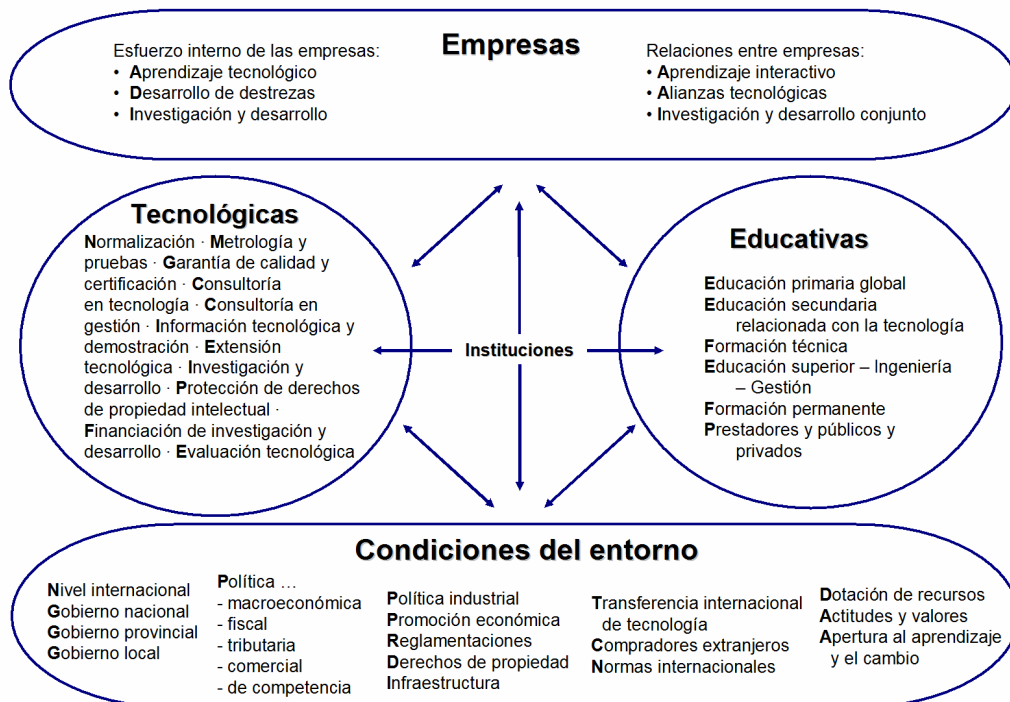 Empresas
Esfuerzo interno de las empresas:
• Aprendizaje tecnológico
• Desarrollo de destrezas
• Investigación y desarrollo
Relaciones entre empresas:
• Aprendizaje interactivo
• Alianzas tecnológicas
• Investigación y desarrollo conjunto
Tecnológicas
Normalización · Metrología y
pruebas · Garantía de calidad y
certificación · Consultoría
en tecnología · Consultoría en
gestión · Información tecnológica y
demostración · Extensión
tecnológica · Investigación y
desarrollo · Protección de derechos
de propiedad intelectual ·
Financiación de investigación y
desarrollo · Evaluación tecnológica
Instituciones
Educativas
Educación primaria global
Educación secundaria
relacionada con la tecnología
Formación técnica
Educación superior – Ingeniería
– Gestión
Formación permanente
Prestadores y públicos y
privados
Condiciones del entorno
Nivel internacional
Gobierno nacional
Gobierno provincial
Gobierno local
Política ...
- macroeconómica
- fiscal
- tributaria
- comercial
- de competencia
Política industrial
Promoción económica
Reglamentaciones
Derechos de propiedad
Infraestructura
Transferencia internacional
de tecnología
Compradores extranjeros
Normas internacionales
Dotación de recursos
Actitudes y valores
Apertura al aprendizaje
y el cambio